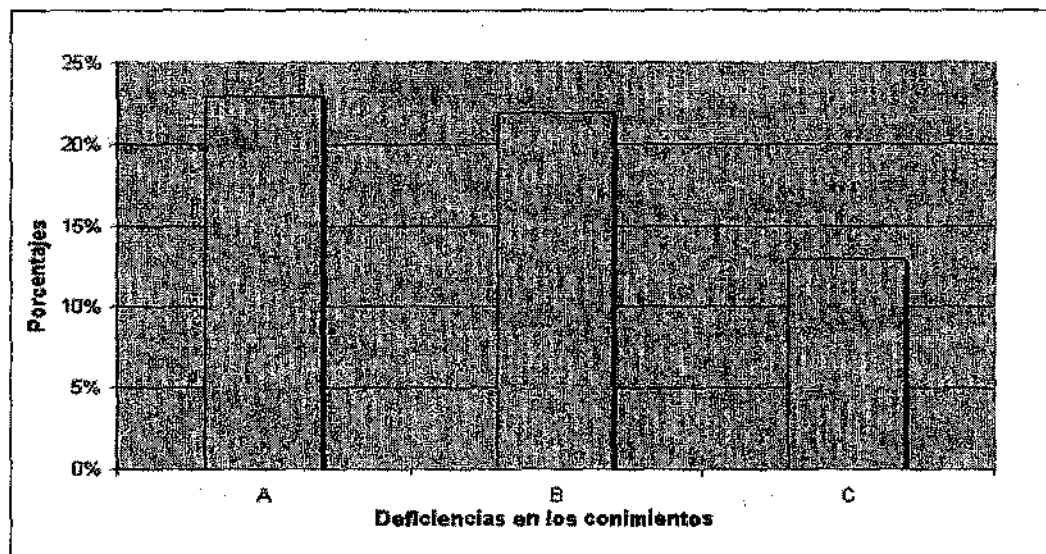 25%
20%
15%
10%
5%
0%
Porcentajes
A
B
C
Deficiencias en los conimientos